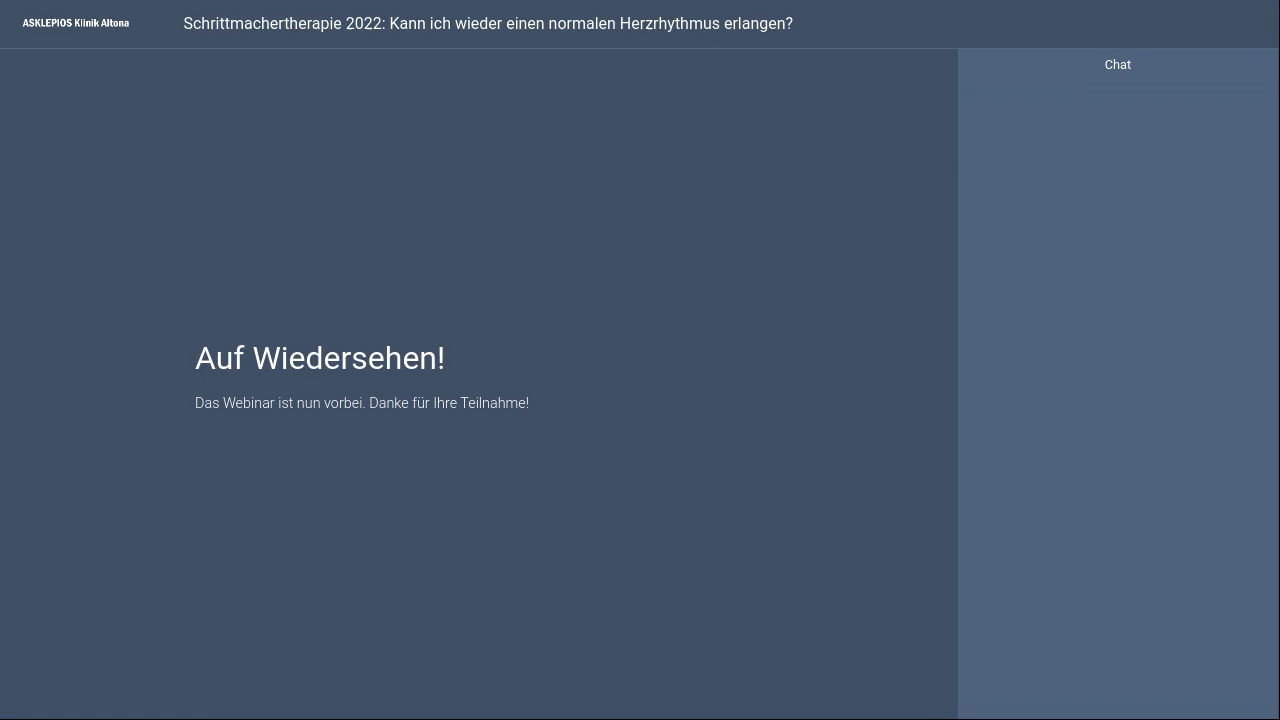 ASKLEPIOS Klinik Altona
Schrittmachertherapie 2022: Kann ich wieder einen normalen Herzrhythmus erlangen?
Chat
Auf Wiedersehen!
Das Webinar ist nun vorbei. Danke für Ihre Teilnahme!